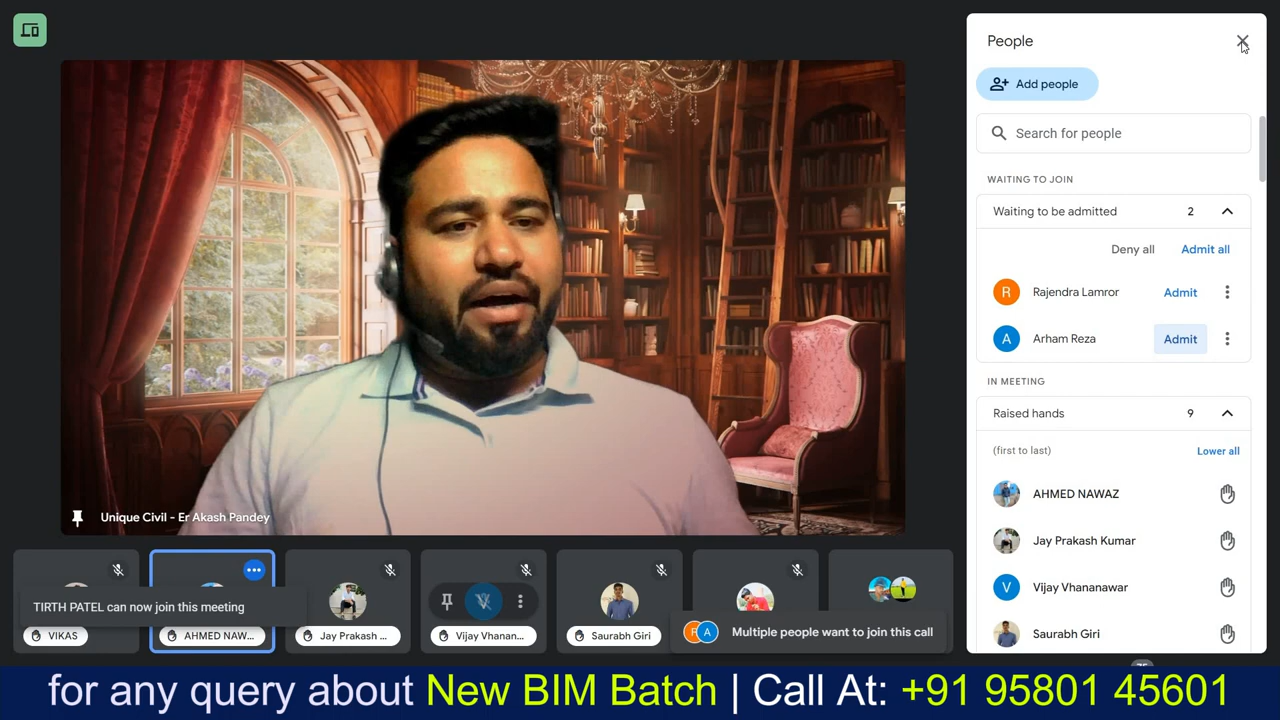 People
Add people
Search for people
WAITING TO JOIN
Waiting to be admitted 2
Deny all Admit all
R Rajendra Lamror Admit
A Arham Reza Admit
IN MEETING
Raised hands 9
(first to last) Lower all
AHMED NAWAZ
Jay Prakash Kumar
V Vijay Vhananawar
Saurabh Giri
Unique Civil - Er Akash Pandey
TIRTH PATEL can now join this meeting
R A Multiple people want to join this call
VIKAS
AHMED NAW...
Jay Prakash ...
Vijay Vhanan...
Saurabh Giri
for any query about New BIM Batch | Call At: +91 95801 45601